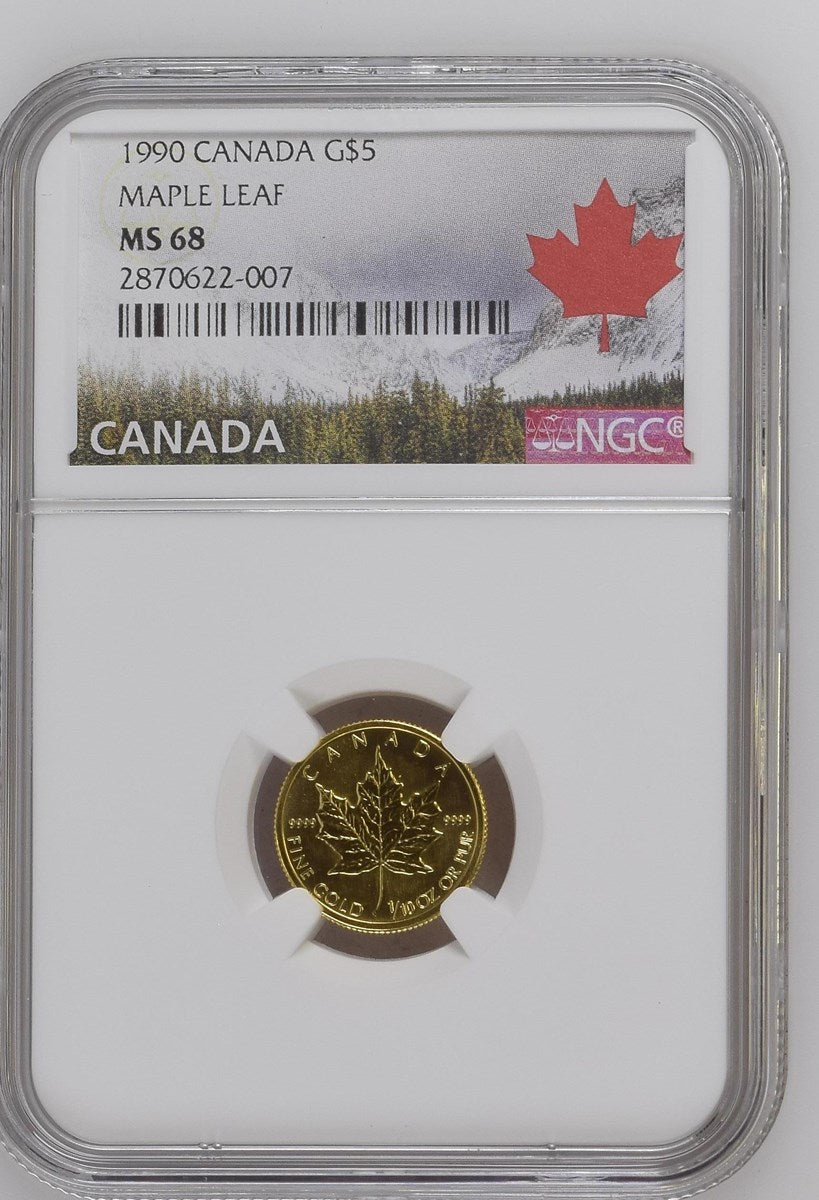 1990 CANADA G$5
MAPLE LEAF
MS 68
2870622-007
CANADA
NGC®
CANADA
9999 9999
FINE GOLD 1/10 OZ OR PUR